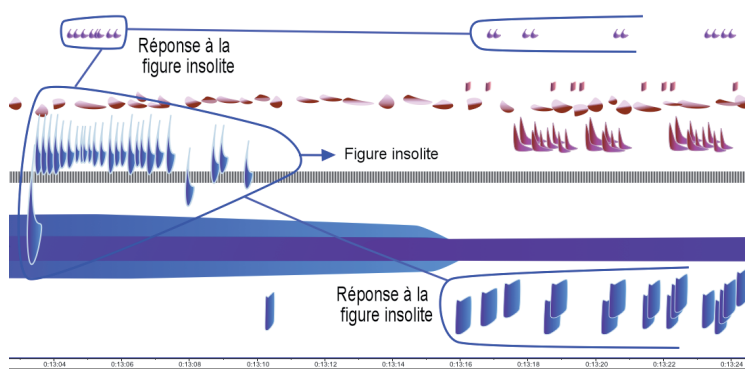 Réponse à la
figure insolite
Figure insolite
Réponse à la
figure insolite
0:13:04
0:13:06
0:13:08
0:13:10
0:13:12
0:13:14
0:13:16
0:13:18
0:13:20
0:13:22
0:13:24